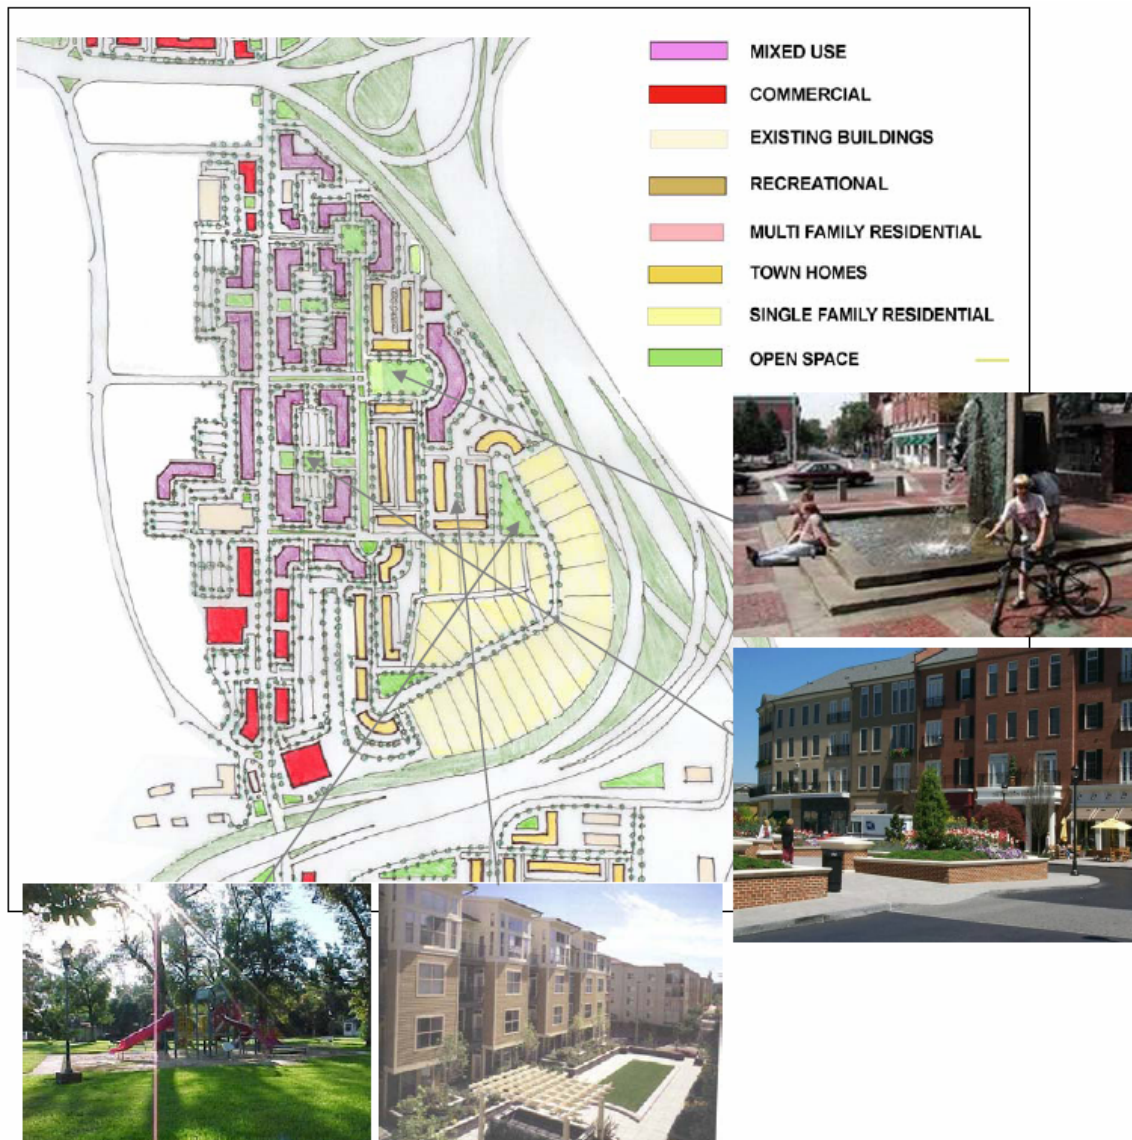 MIXED USE
COMMERCIAL
EXISTING BUILDINGS
RECREATIONAL
MULTI FAMILY RESIDENTIAL
TOWN HOMES
SINGLE FAMILY RESIDENTIAL
OPEN SPACE